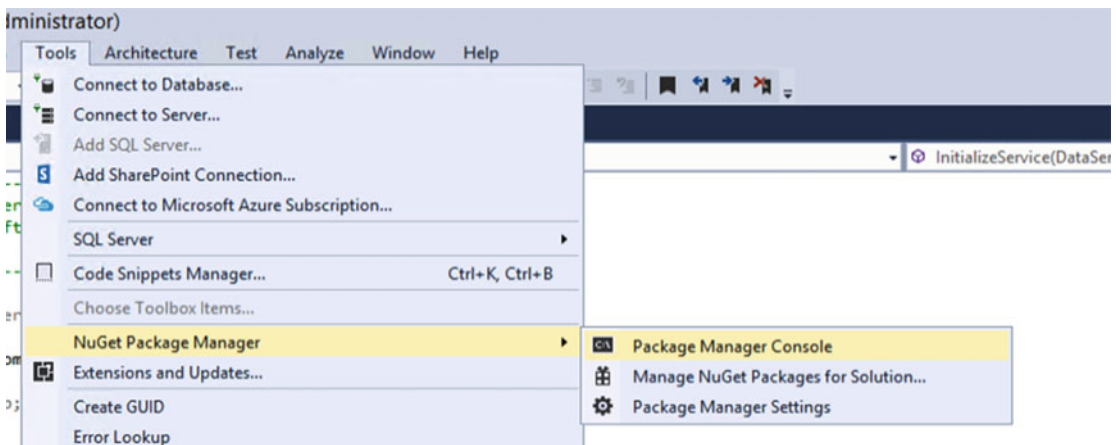 dministrator)
Tools Architecture Test Analyze Window Help
Connect to Database...
Connect to Server...
InitializeService(DataSer
Add SQL Server...
Add SharePoint Connection...
Connect to Microsoft Azure Subscription...
SQL Server
Code Snippets Manager... Ctrl+K, Ctrl+B
Choose Toolbox Items...
NuGet Package Manager
Package Manager Console
Extensions and Updates...
Manage NuGet Packages for Solution...
Create GUID
Package Manager Settings
Error Lookup